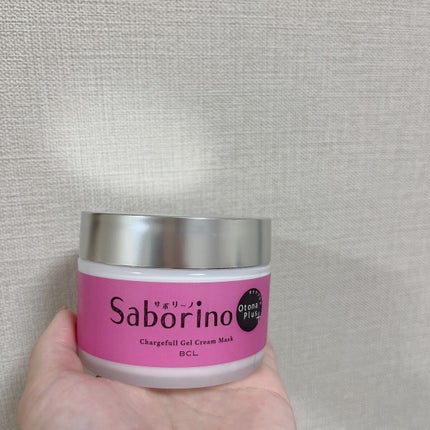 サボリーノ
Saborino
Otona
Plus
Chargefull Gel Cream Mask
BCL